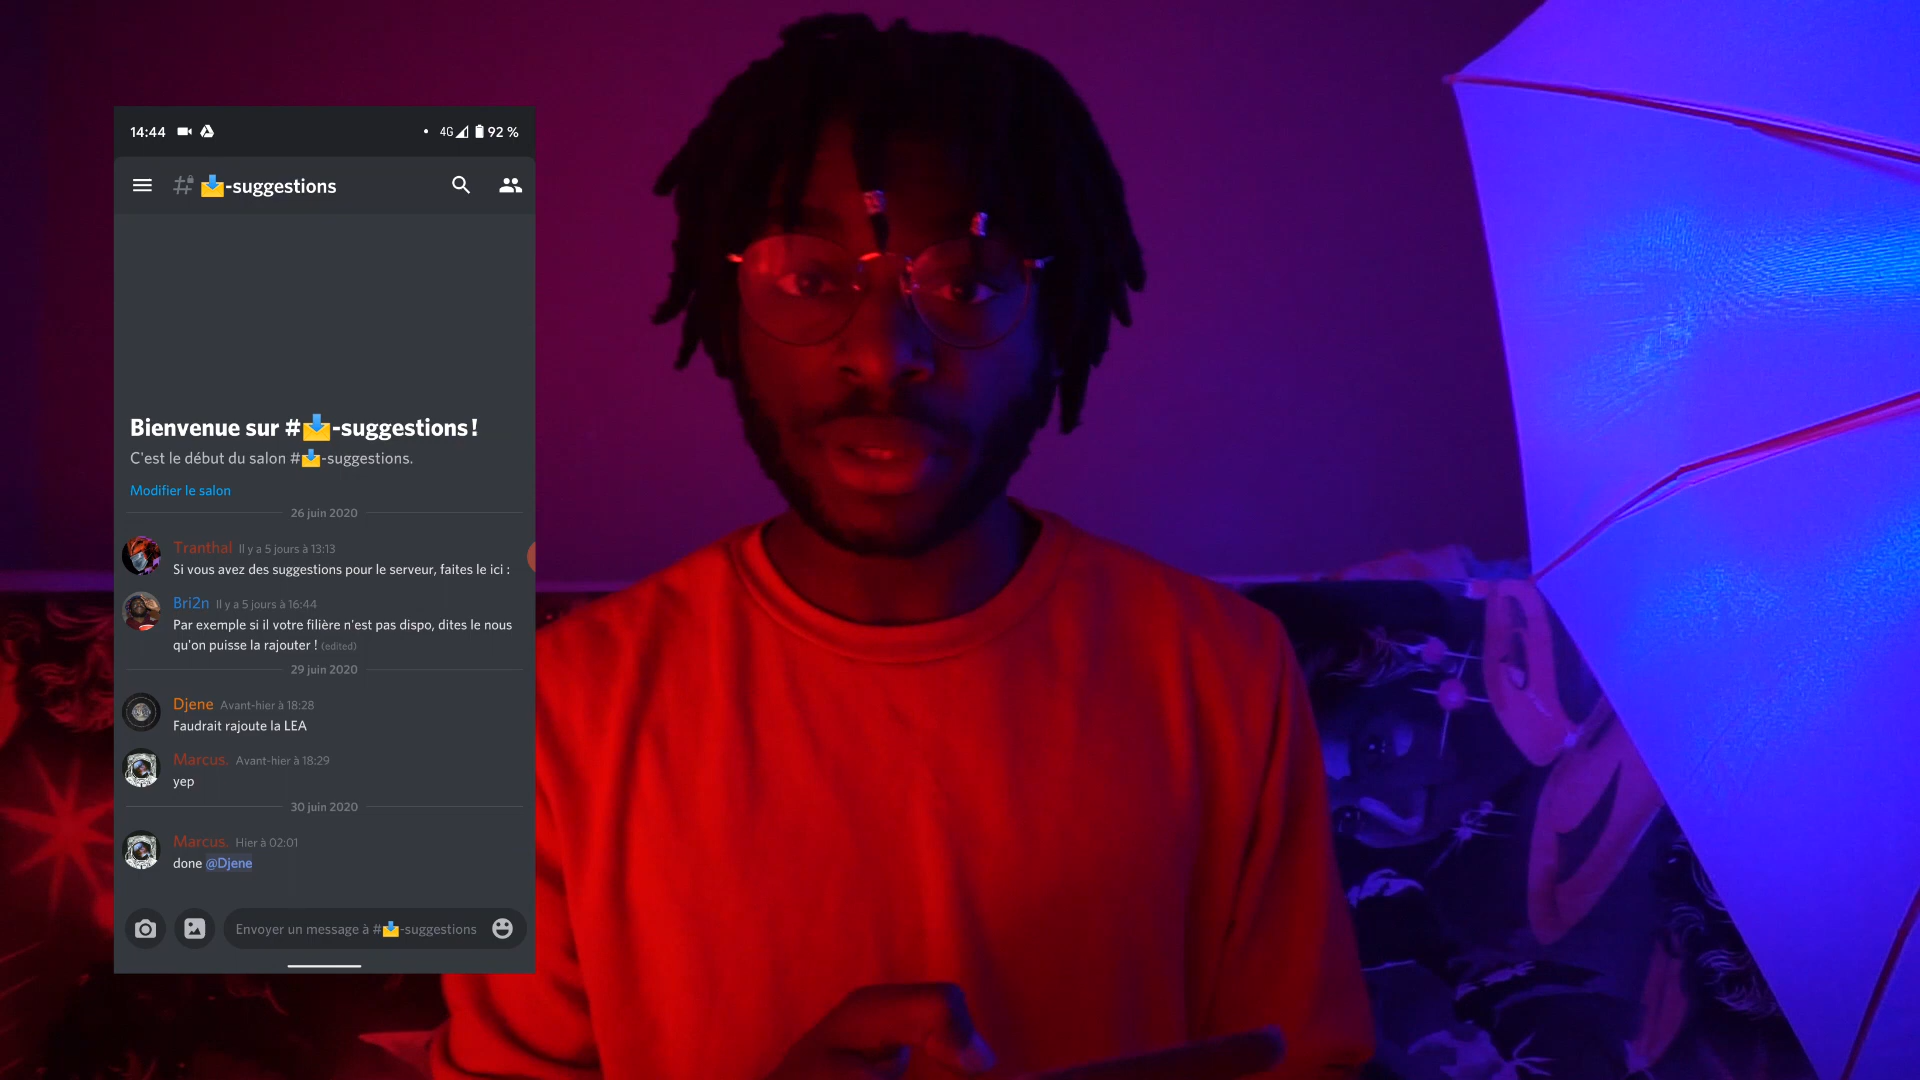 14:44 4G 92 %
#📩-suggestions
Bienvenue sur #📩-suggestions !
C'est le début du salon #📩-suggestions.
Modifier le salon
26 juin 2020
Tranthal Il y a 5 jours à 13:13
Si vous avez des suggestions pour le serveur, faites le ici :
Bri2n Il y a 5 jours à 16:44
Par exemple si il votre filière n'est pas dispo, dites le nous
qu'on puisse la rajouter ! (edited)
29 juin 2020
Djene Avant-hier à 18:28
Faudrait rajoute la LEA
Marcus. Avant-hier à 18:29
yep
30 juin 2020
Marcus. Hier à 02:01
done @Djene
Envoyer un message à #📩-suggestions